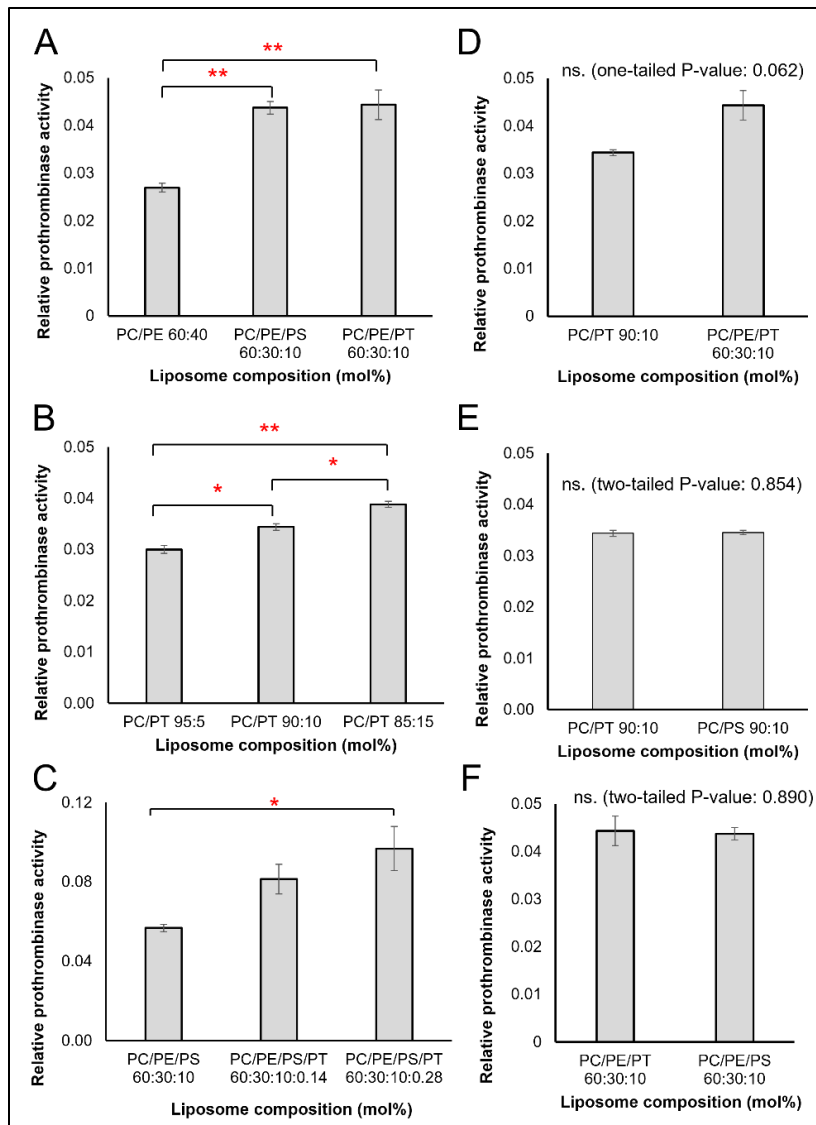 A
**
**
Relative prothrombinase activity
0.05
0.04
0.03
0.02
0.01
0
PC/PE 60:40
PC/PE/PS
60:30:10
PC/PE/PT
60:30:10
Liposome composition (mol%)
B
**
*
*
Relative prothrombinase activity
0.05
0.04
0.03
0.02
0.01
0.00
PC/PT 95:5
PC/PT 90:10
PC/PT 85:15
Liposome composition (mol%)
C
*
Relative prothrombinase activity
0.12
0.08
0.04
0.00
PC/PE/PS
60:30:10
PC/PE/PS/PT
60:30:10:0.14
PC/PE/PS/PT
60:30:10:0.28
Liposome composition (mol%)
D
ns. (one-tailed P-value: 0.062)
Relative prothrombinase activity
0.05
0.04
0.03
0.02
0.01
0
PC/PT 90:10
PC/PE/PT
60:30:10
Liposome composition (mol%)
E
ns. (two-tailed P-value: 0.854)
Relative prothrombinase activity
0.05
0.04
0.03
0.02
0.01
0.00
PC/PT 90:10
PC/PS 90:10
Liposome composition (mol%)
F
ns. (two-tailed P-value: 0.890)
Relative prothrombinase activity
0.05
0.04
0.03
0.02
0.01
0
PC/PE/PT
60:30:10
PC/PE/PS
60:30:10
Liposome composition (mol%)